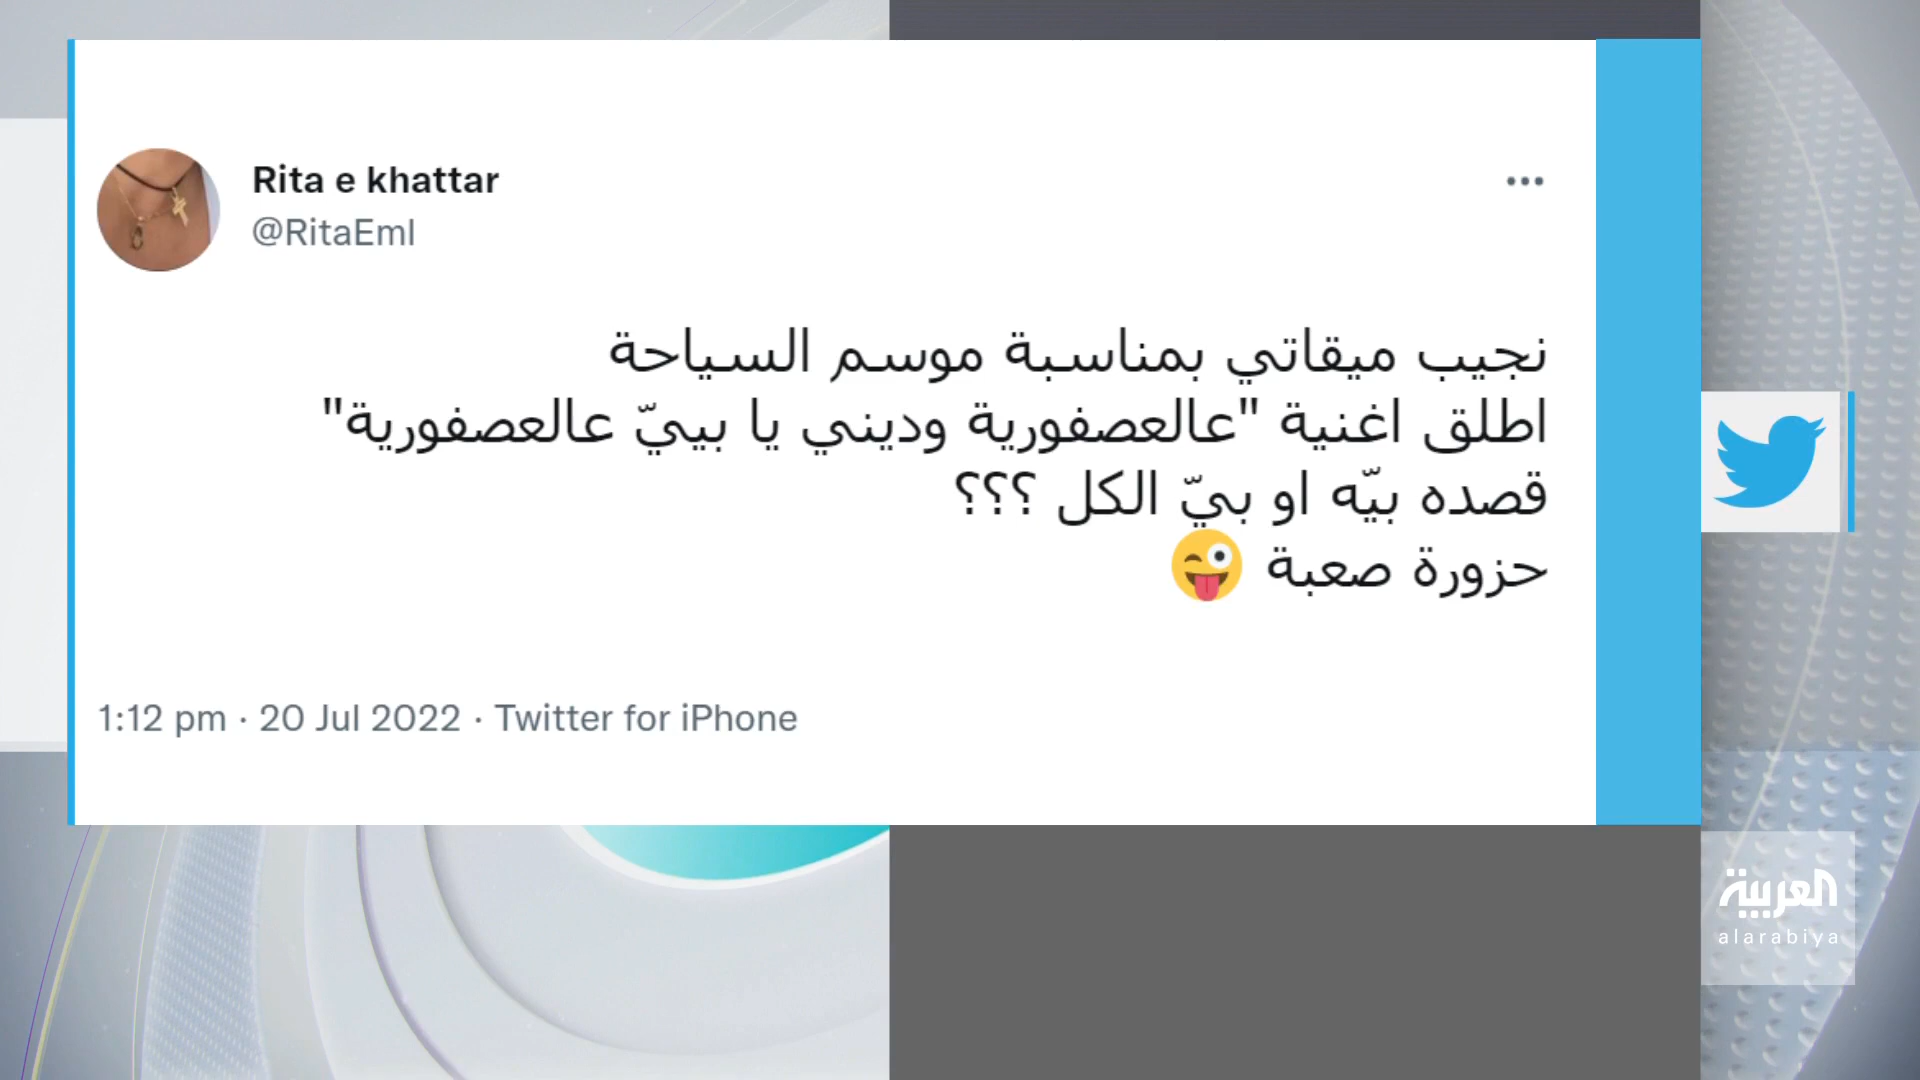 Rita e khattar
@RitaEml
نجيب ميقاتي بمناسبة موسم السياحة
اطلق اغنية "عالعصفورية وديني يا بييّ عالعصفورية"
قصده بيّه او بيّ الكل ؟؟؟
حزورة صعبة 😜
1:12 pm · 20 Jul 2022 · Twitter for iPhone
العربية
alarabiya